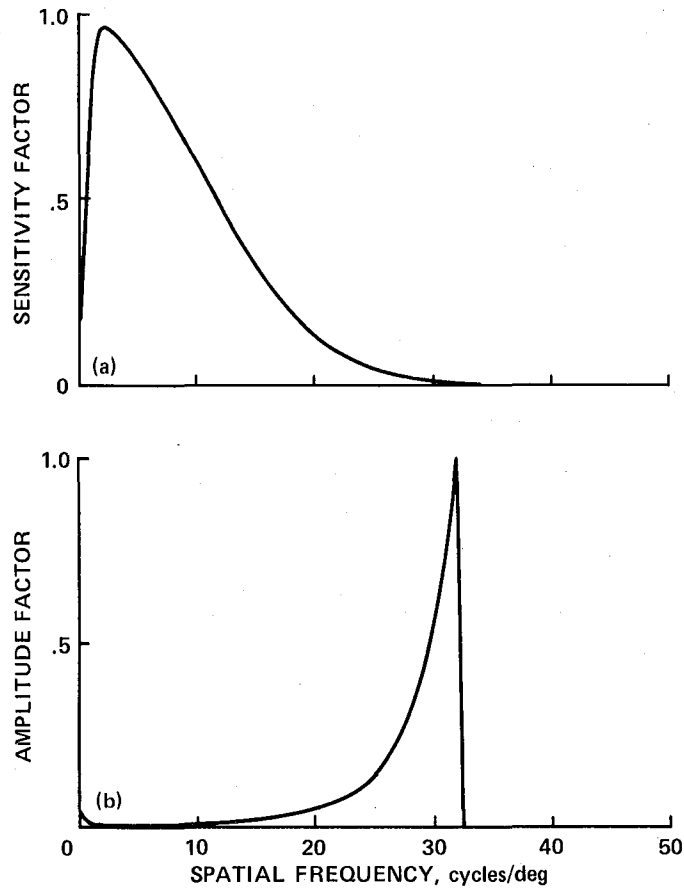 1.0
SENSITIVITY FACTOR
.5
(a)
0
1.0
AMPLITUDE FACTOR
.5
(b)
0 10 20 30 40 50
SPATIAL FREQUENCY, cycles/deg